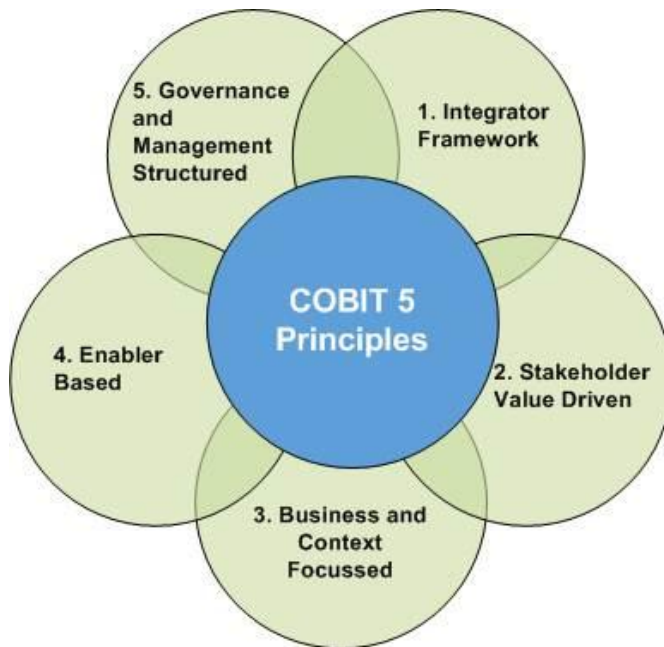 COBIT 5
Principles
1. Integrator
Framework
2. Stakeholder
Value Driven
3. Business and
Context
Focussed
4. Enabler
Based
5. Governance
and
Management
Structured